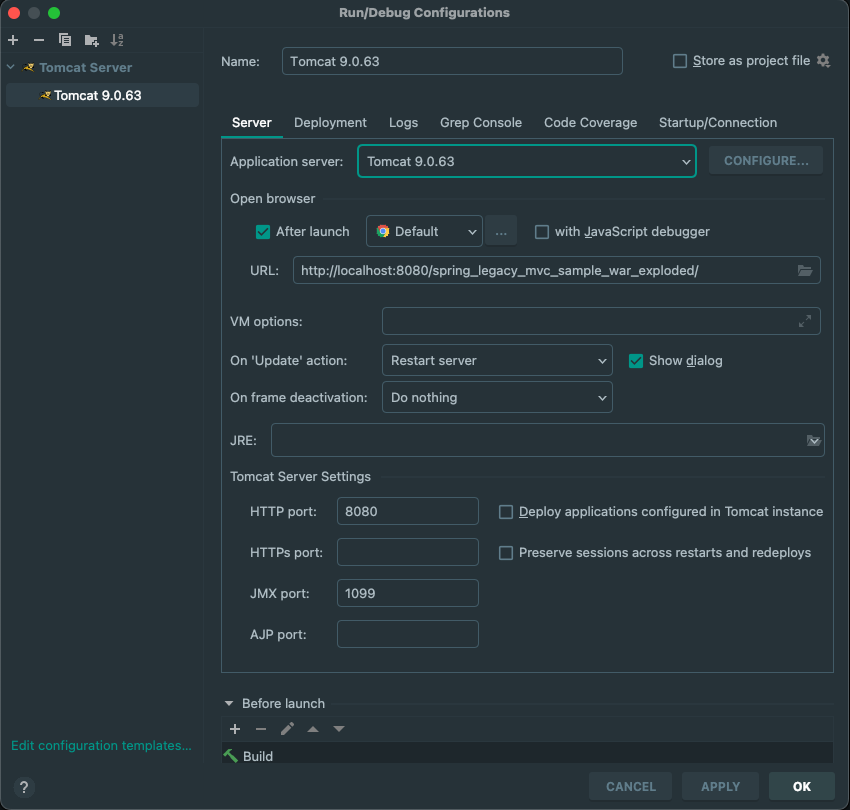 Run/Debug Configurations
Tomcat Server
Tomcat 9.0.63
Name: Tomcat 9.0.63 Store as project file
Server Deployment Logs Grep Console Code Coverage Startup/Connection
Application server: Tomcat 9.0.63 CONFIGURE...
Open browser
After launch Default ... with JavaScript debugger
URL: http://localhost:8080/spring_legacy_mvc_sample_war_exploded/
VM options:
On 'Update' action: Restart server Show dialog
On frame deactivation: Do nothing
JRE:
Tomcat Server Settings
HTTP port: 8080 Deploy applications configured in Tomcat instance
HTTPs port: Preserve sessions across restarts and redeploys
JMX port: 1099
AJP port:
Before launch
Build
Edit configuration templates...
? CANCEL APPLY OK